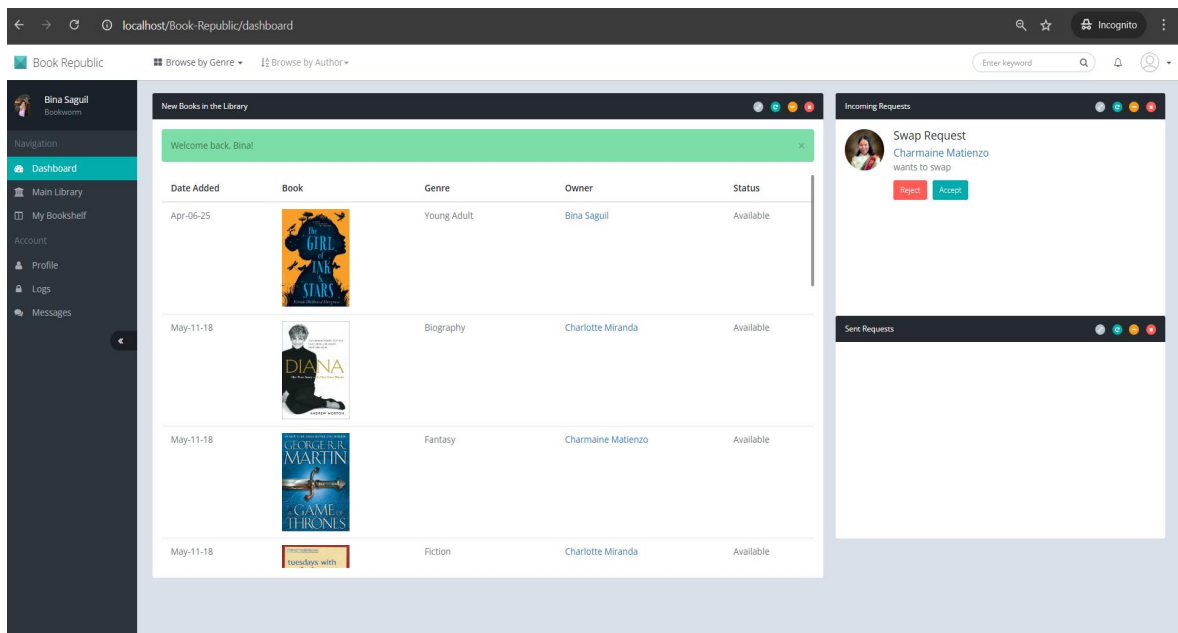 localhost/Book-Republic/dashboard
Incognito
Book Republic
Browse by Genre
Browse by Author
Enter keyword
Bina Saguil
Bookworm
Navigation
Dashboard
Main Library
My Bookshelf
Account
Profile
Logs
Messages
New Books in the Library
Welcome back, Bina!
×
Date Added Book Genre Owner Status
Apr-06-25 Young Adult Bina Saguil Available
The
GIRL
of
INK
&
STARS
May-11-18 Biography Charlotte Miranda Available
DIANA
ANDREW MORTON
May-11-18 Fantasy Charmaine Matienzo Available
GEORGE R.R.
MARTIN
A GAME OF
THRONES
May-11-18 Fiction Charlotte Miranda Available
tuesdays with
Incoming Requests
Swap Request
Charmaine Matienzo
wants to swap
Reject Accept
Sent Requests